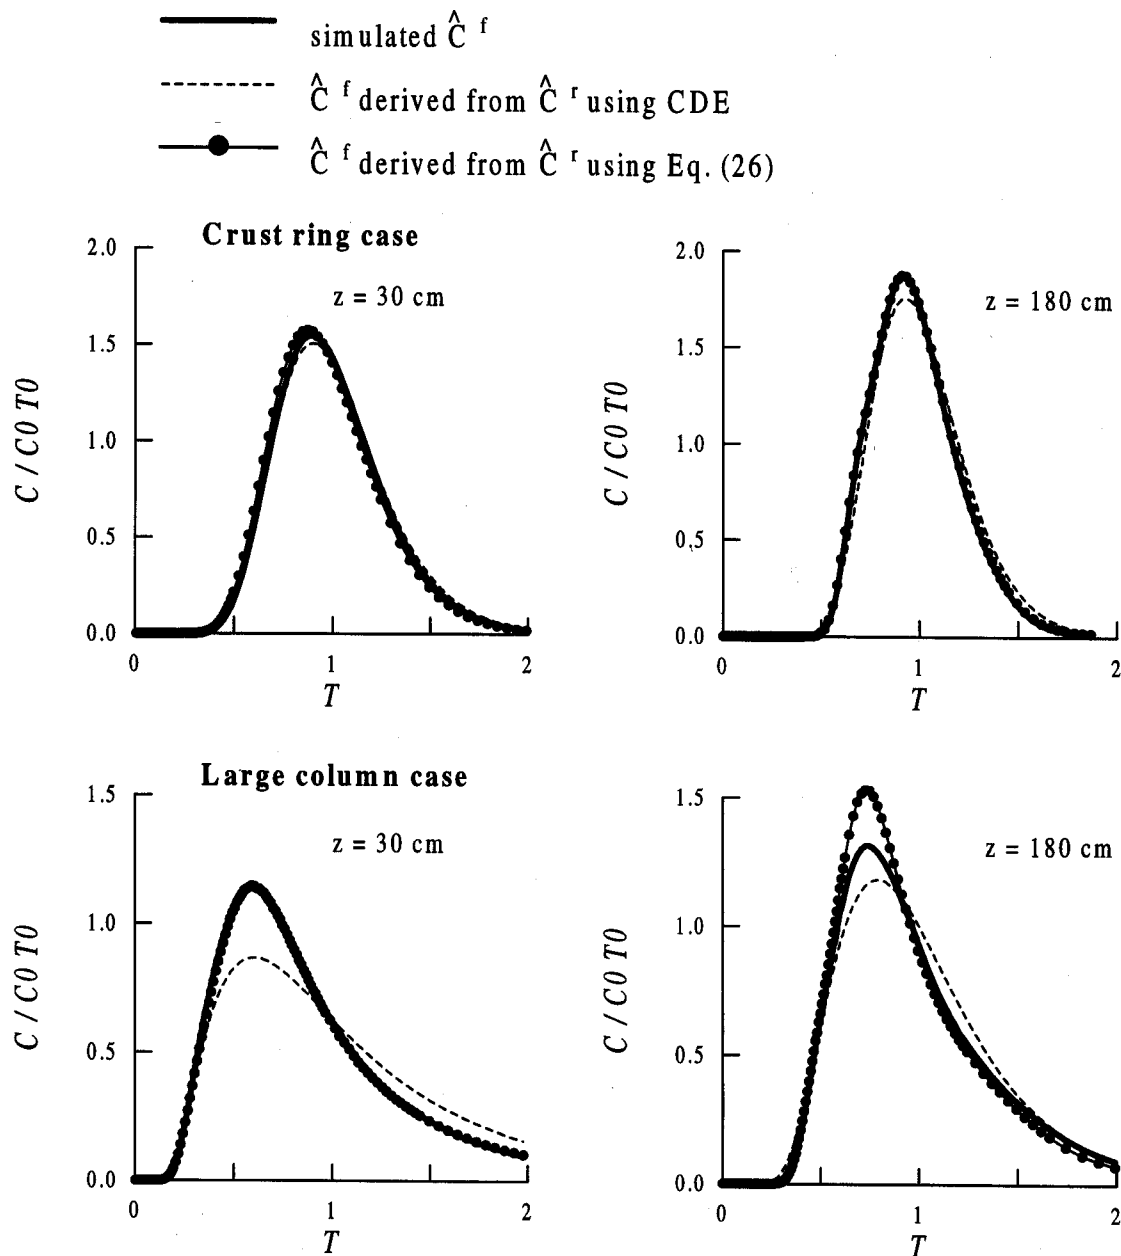 simulated Ĉ f
Ĉ f derived from Ĉ r using CDE
Ĉ f derived from Ĉ r using Eq. (26)
Crust ring case
z = 30 cm
2.0
1.5
1.0
0.5
0.0
C / C0 T0
0 1 2
T
z = 180 cm
2.0
1.5
1.0
0.5
0.0
C / C0 T0
0 1 2
T
Large column case
z = 30 cm
1.5
1.0
0.5
0.0
C / C0 T0
0 1 2
T
z = 180 cm
1.5
1.0
0.5
0.0
C / C0 T0
0 1 2
T